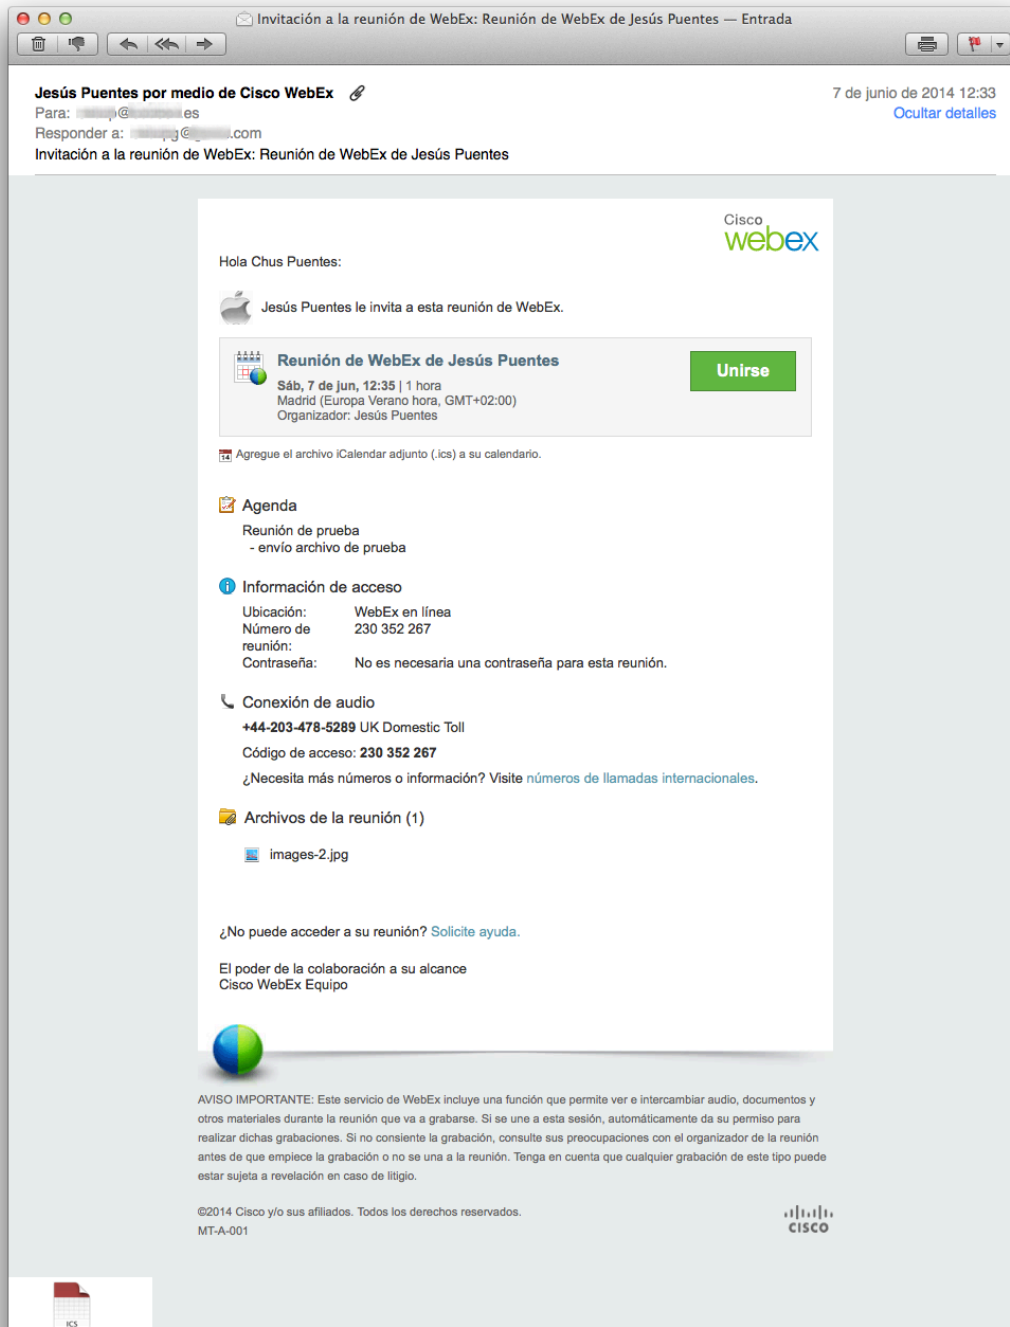 Invitación a la reunión de WebEx: Reunión de WebEx de Jesús Puentes — Entrada
Jesús Puentes por medio de Cisco WebEx
7 de junio de 2014 12:33
Para: @ es
Ocultar detalles
Responder a: @ .com
Invitación a la reunión de WebEx: Reunión de WebEx de Jesús Puentes
Cisco
webex
Hola Chus Puentes:
Jesús Puentes le invita a esta reunión de WebEx.
Reunión de WebEx de Jesús Puentes
Unirse
Sáb, 7 de jun, 12:35 | 1 hora
Madrid (Europa Verano hora, GMT+02:00)
Organizador: Jesús Puentes
14
Agregue el archivo iCalendar adjunto (.ics) a su calendario.
Agenda
Reunión de prueba
- envío archivo de prueba
Información de acceso
Ubicación: WebEx en línea
Número de 230 352 267
reunión:
Contraseña: No es necesaria una contraseña para esta reunión.
Conexión de audio
+44-203-478-5289 UK Domestic Toll
Código de acceso: 230 352 267
¿Necesita más números o información? Visite números de llamadas internacionales.
Archivos de la reunión (1)
images-2.jpg
¿No puede acceder a su reunión? Solicite ayuda.
El poder de la colaboración a su alcance
Cisco WebEx Equipo
AVISO IMPORTANTE: Este servicio de WebEx incluye una función que permite ver e intercambiar audio, documentos y
otros materiales durante la reunión que va a grabarse. Si se une a esta sesión, automáticamente da su permiso para
realizar dichas grabaciones. Si no consiente la grabación, consulte sus preocupaciones con el organizador de la reunión
antes de que empiece la grabación o no se una a la reunión. Tenga en cuenta que cualquier grabación de este tipo puede
estar sujeta a revelación en caso de litigio.
©2014 Cisco y/o sus afiliados. Todos los derechos reservados.
MT-A-001
CISCO
ICS